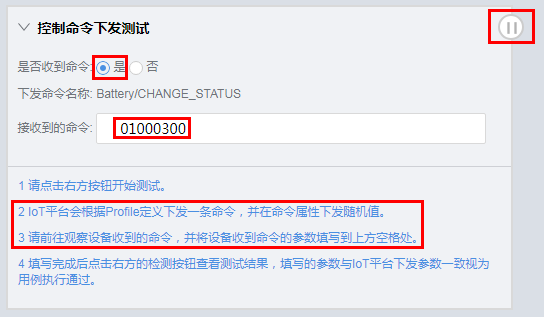 控制命令下发测试
是否收到命令: 是 否
下发命令名称: Battery/CHANGE_STATUS
接收到的命令: 01000300
1 请点击右方按钮开始测试。
2 IoT平台会根据Profile定义下发一条命令，并在命令属性下发随机值。
3 请前往观察设备收到的命令，并将设备收到命令的参数填写到上方空格处。
4 填写完成后点击右方的检测按钮查看测试结果，填写的参数与IoT平台下发参数一致视为
用例执行通过。